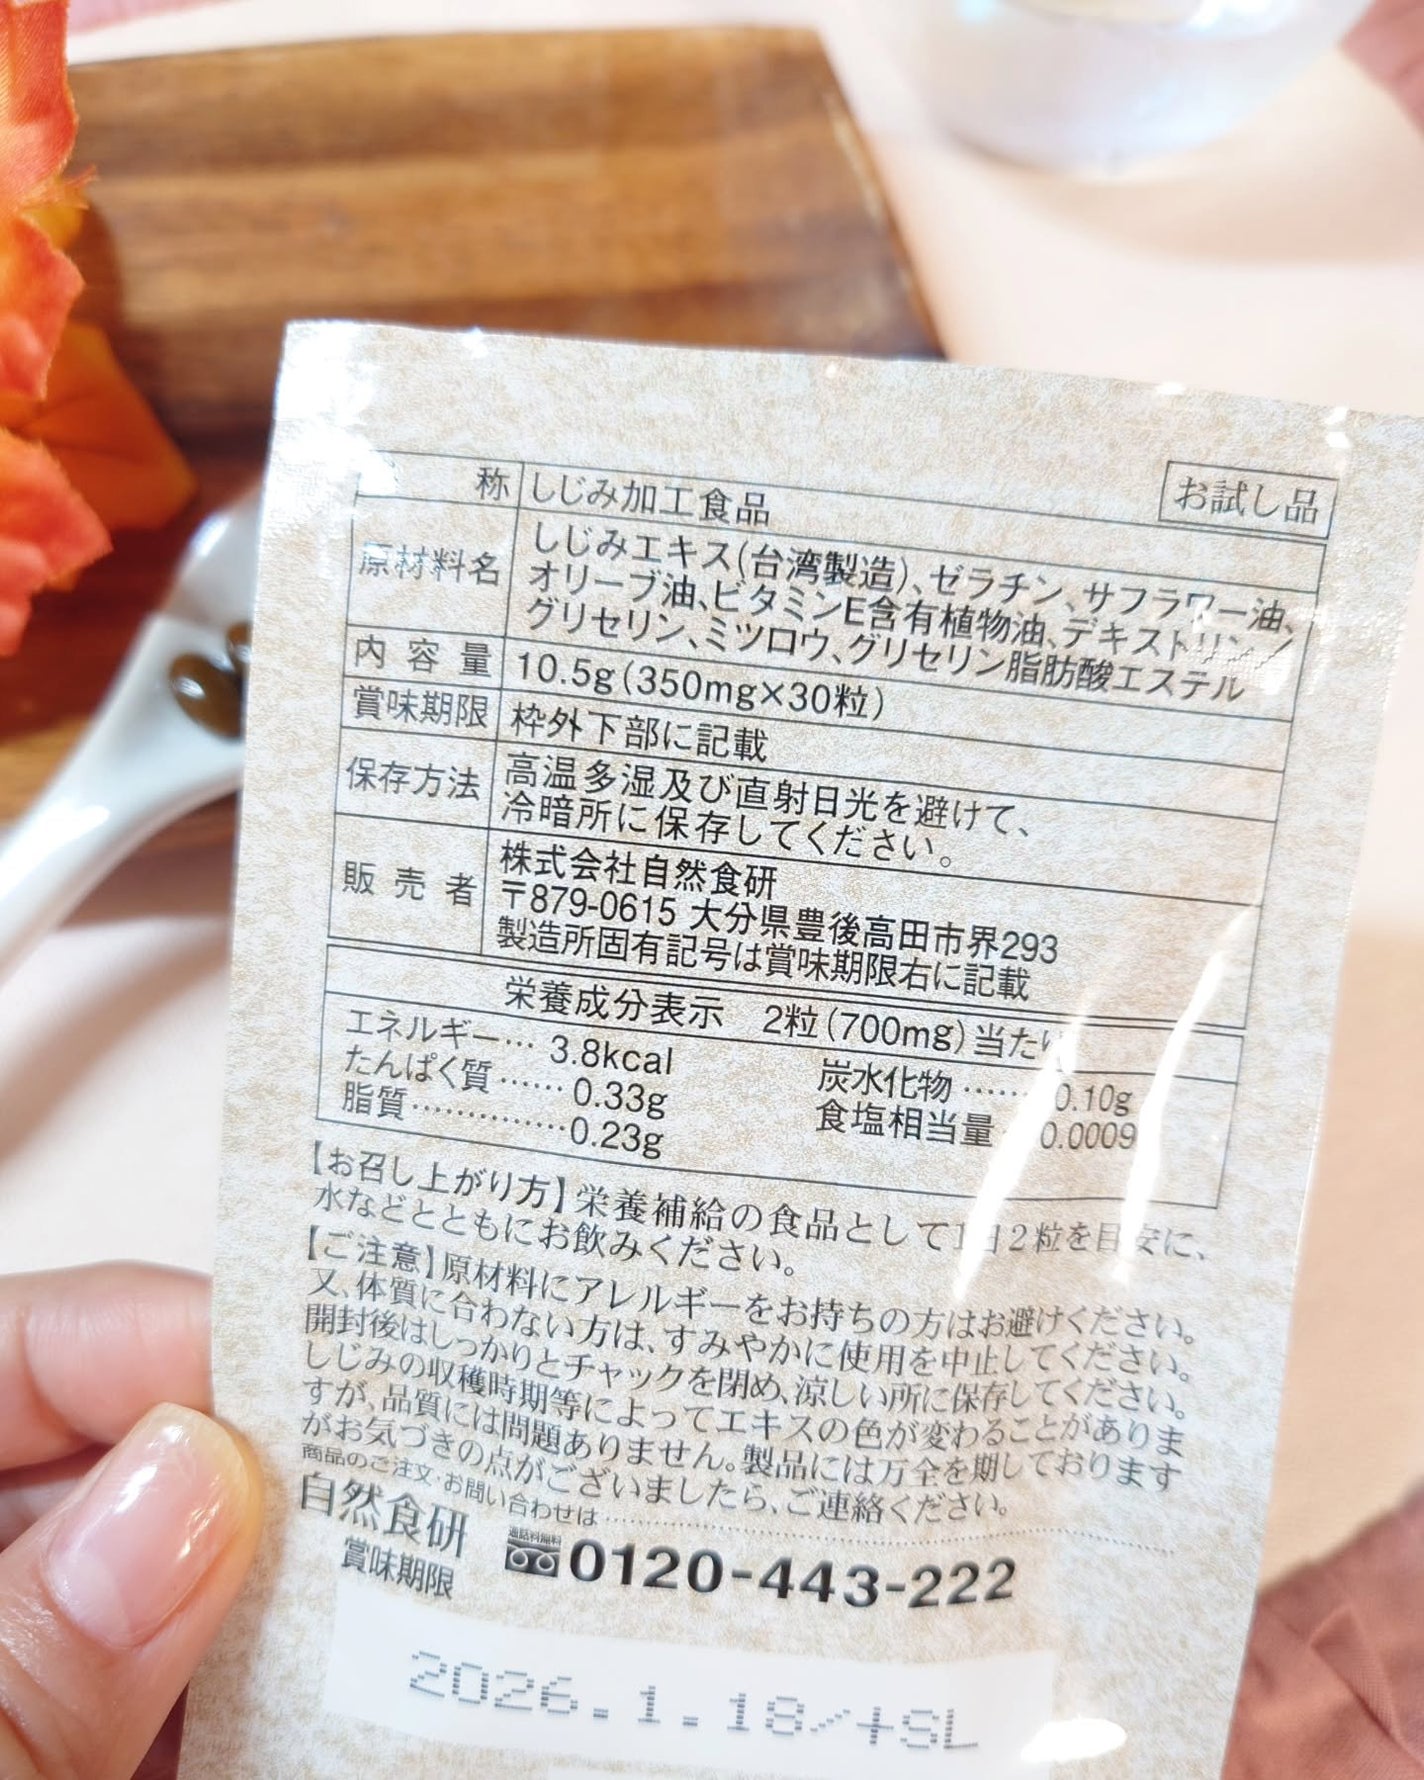 お試し品
称 しじみ加工食品
原材料名 しじみエキス(台湾製造)、ゼラチン、サフラワー油、
オリーブ油、ビタミンE含有植物油、デキストリン／
グリセリン、ミツロウ、グリセリン脂肪酸エステル
内容量 10.5g(350mg×30粒)
賞味期限 枠外下部に記載
保存方法 高温多湿及び直射日光を避けて、
冷暗所に保存してください。
販売者 株式会社自然食研
〒879-0615 大分県豊後高田市界293
製造所固有記号は賞味期限右に記載
栄養成分表示 2粒(700mg)当たり
エネルギー… 3.8kcal 炭水化物…… 0.10g
たんぱく質…… 0.33g 食塩相当量 0.0009
脂質………… 0.23g
【お召し上がり方】栄養補給の食品として1日2粒を目安に、
水などとともにお飲みください。
【ご注意】原材料にアレルギーをお持ちの方はお避けください。
又、体質に合わない方は、すみやかに使用を中止してください。
開封後はしっかりとチャックを閉め、涼しい所に保存してください。
しじみの収穫時期等によってエキスの色が変わることがありま
すが、品質には問題ありません。製品には万全を期しております
がお気づきの点がございましたら、ご連絡ください。
商品のご注文・お問い合わせは
自然食研 通話料無料 0120-443-222
賞味期限
2026.1.18/+SL